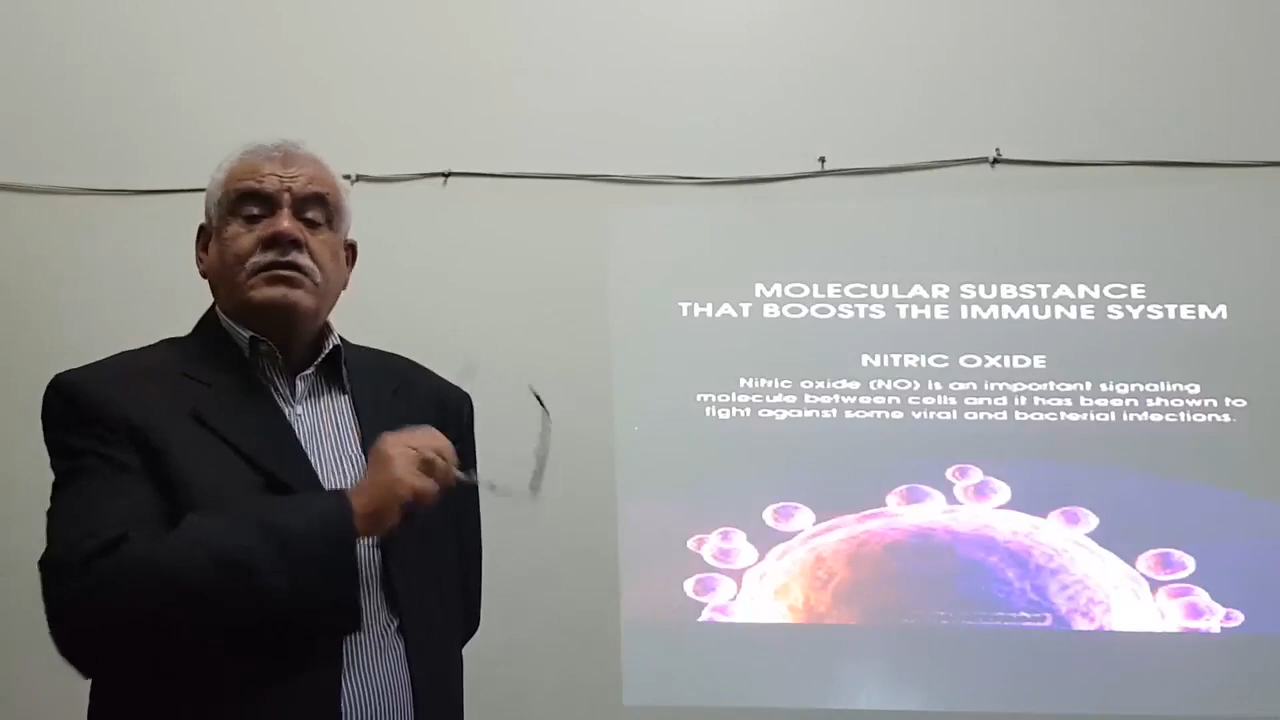 MOLECULAR SUBSTANCE
THAT BOOSTS THE IMMUNE SYSTEM
NITRIC OXIDE
Nitric oxide (NO) is an important signaling
molecule between cells and it has been shown to
fight against some viral and bacterial infections.